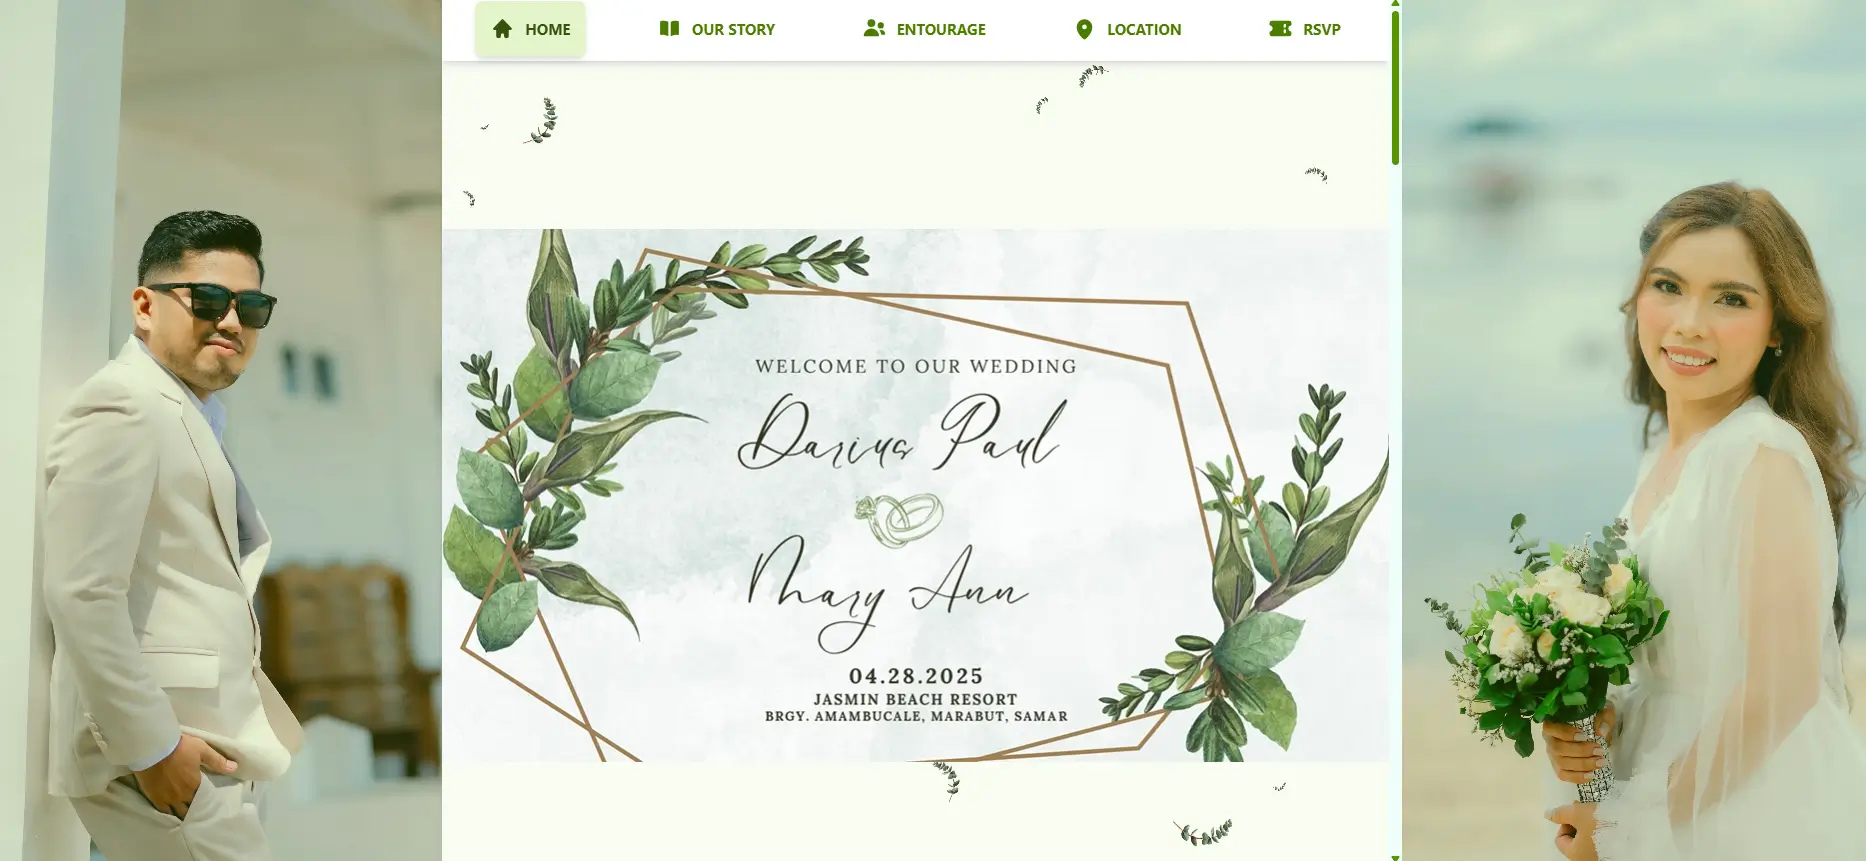 HOME
OUR STORY
ENTOURAGE
LOCATION
RSVP
WELCOME TO OUR WEDDING
Darius Paul
Mary Ann
04.28.2025
JASMIN BEACH RESORT
BRGY. AMAMBUCALE, MARABUT, SAMAR